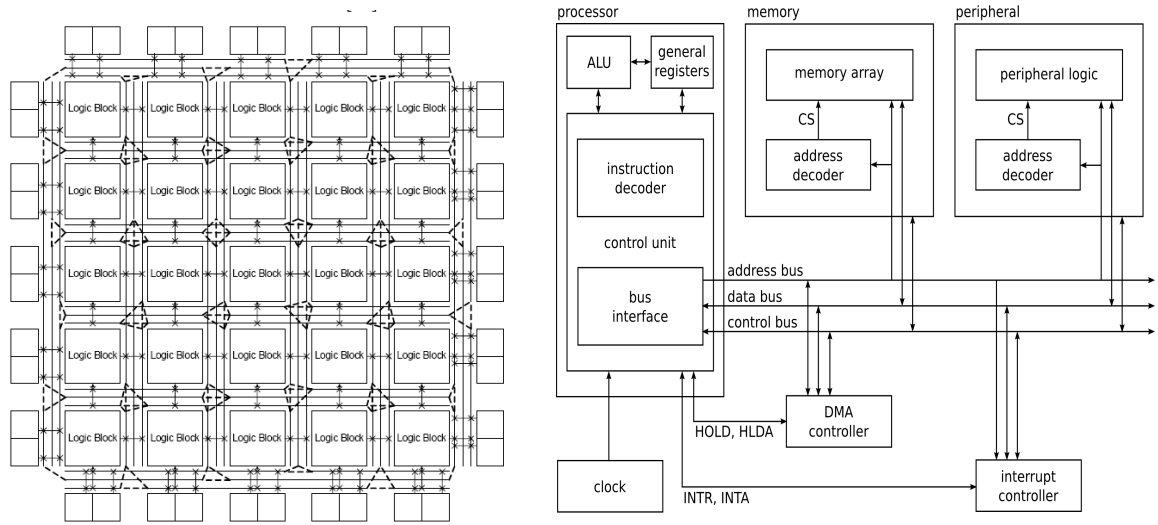 Logic Block Logic Block Logic Block Logic Block Logic Block
Logic Block Logic Block Logic Block Logic Block Logic Block
Logic Block Logic Block Logic Block Logic Block Logic Block
Logic Block Logic Block Logic Block Logic Block Logic Block
Logic Block Logic Block Logic Block Logic Block Logic Block
processor
ALU
general
registers
instruction
decoder
control unit
bus
interface
clock
memory
memory array
CS
address
decoder
peripheral
peripheral logic
CS
address
decoder
address bus
data bus
control bus
DMA
controller
HOLD, HLDA
interrupt
controller
INTR, INTA